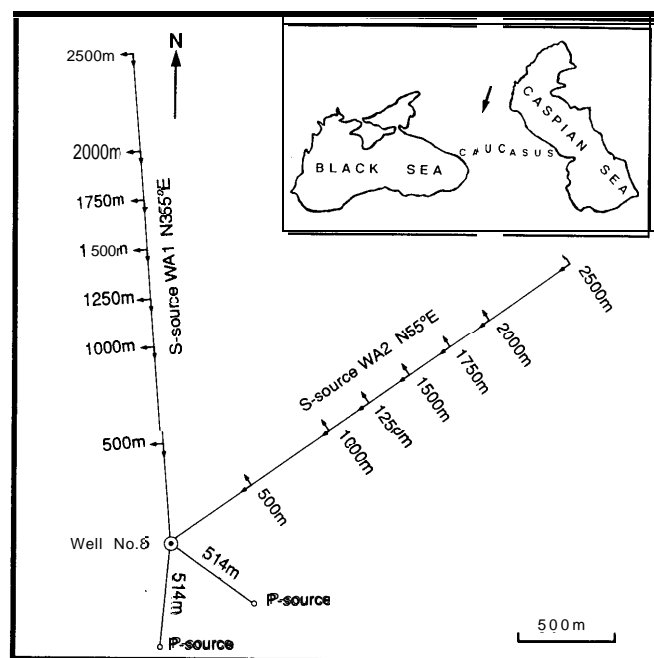 2500m
N
2000m
1750m
1500m
1250m
1000m
500m
S-source WA1 N355°E
CASPIAN SEA
CAUCASUS
BLACK SEA
S-source WA2 N55°E
2500m
2000m
1750m
1500m
1250m
1000m
500m
Well No.
514m
514m
P-source
P-source
500m